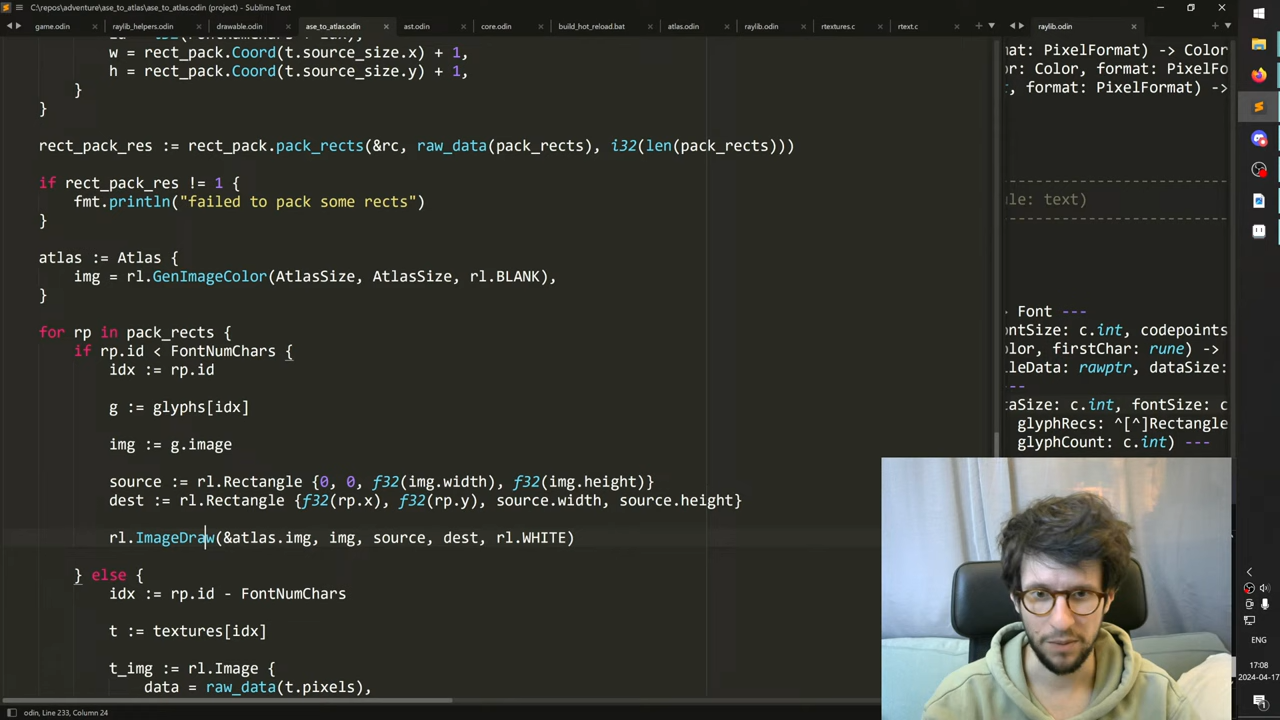 C:\repos\adventure\ase_to_atlas\ase_to_atlas.odin (project) - Sublime Text
game.odin raylib_helpers.odin drawable.odin ase_to_atlas.odin ast.odin core.odin build_hot_reload.bat atlas.odin raylib.odin rtextures.c rtext.c raylib.odin
w = rect_pack.Coord(t.source_size.x) + 1,
h = rect_pack.Coord(t.source_size.y) + 1,
}
}
rect_pack_res := rect_pack.pack_rects(&rc, raw_data(pack_rects), i32(len(pack_rects)))
if rect_pack_res != 1 {
fmt.println("failed to pack some rects")
}
atlas := Atlas {
img = rl.GenImageColor(AtlasSize, AtlasSize, rl.BLANK),
}
for rp in pack_rects {
if rp.id < FontNumChars {
idx := rp.id
g := glyphs[idx]
img := g.image
source := rl.Rectangle {0, 0, f32(img.width), f32(img.height)}
dest := rl.Rectangle {f32(rp.x), f32(rp.y), source.width, source.height}
rl.ImageDraw(&atlas.img, img, source, dest, rl.WHITE)
} else {
idx := rp.id - FontNumChars
t := textures[idx]
t_img := rl.Image {
data = raw_data(t.pixels),
mat: PixelFormat) -> Color
or: Color, format: PixelFo
, format: PixelFormat) ---
le: text)
Font ---
ntSize: c.int, codepoints
lor, firstChar: rune) ->
leData: rawptr, dataSize:
---
taSize: c.int, fontSize: c
glyphRecs: ^[^]Rectangle
glyphCount: c.int) ---
odin, Line 233, Column 24
ENG
17:08
2024-04-17